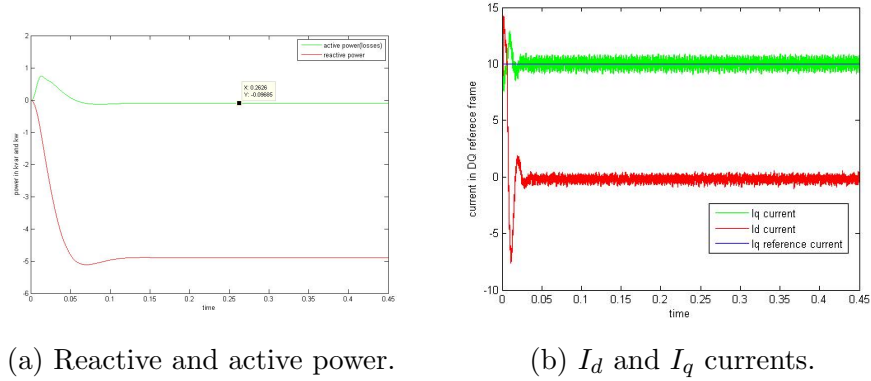 2
1
0
-1
-2
-3
-4
-5
-6
0
0.05
0.1
0.15
0.2
0.25
0.3
0.35
0.4
0.45
power in kvar and kw
time
active power(losses)
reactive power
X: 0.2626
Y: -0.09685
15
10
5
0
-5
-10
0
0.05
0.1
0.15
0.2
0.25
0.3
0.35
0.4
0.45
current in DQ referece frame
time
Iq current
Id current
Iq reference current
(a) Reactive and active power.
(b) I_d and I_q currents.